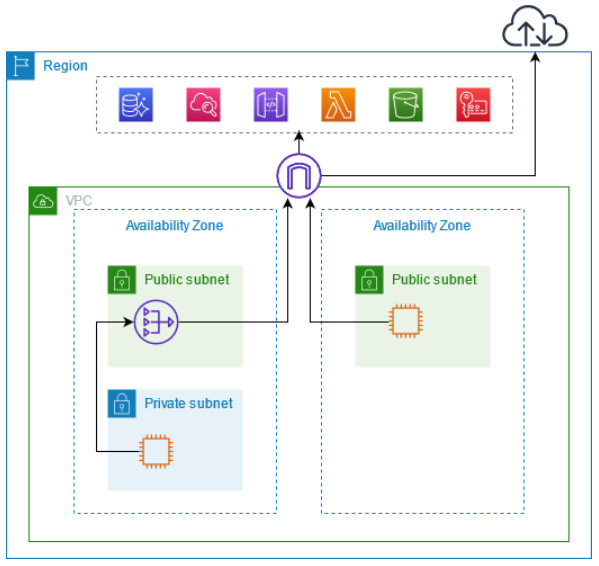 Region
VPC
Availability Zone
Availability Zone
Public subnet
Public subnet
Private subnet